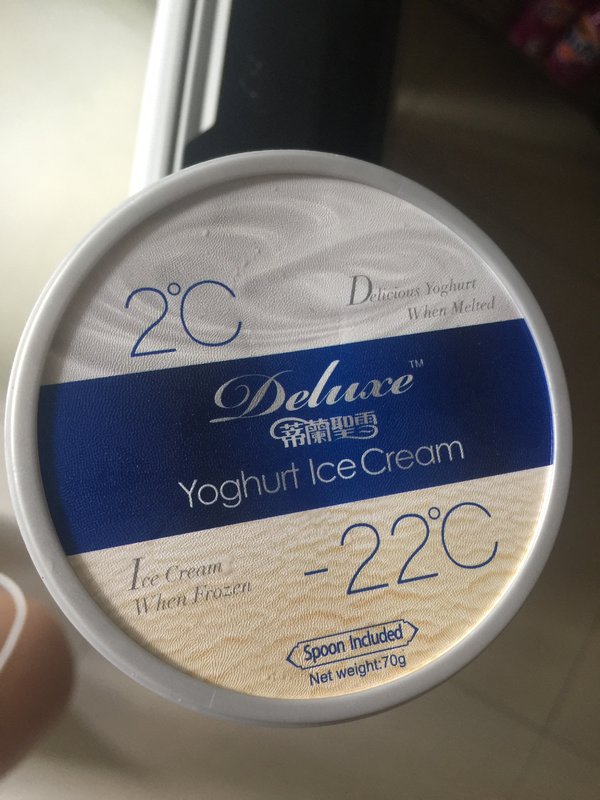 2°C
Delicious Yoghurt
When Melted
Deluxe™
蒂蘭聖雪
Yoghurt Ice Cream
Ice Cream
When Frozen
-22°C
Spoon Included
Net weight:70g